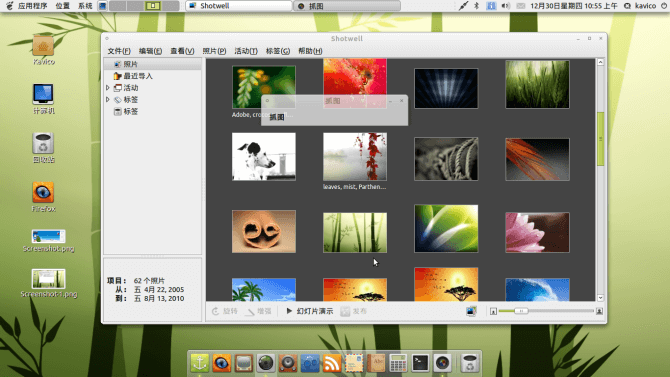 应用程序 位置 系统
Shotwell
抓图
12月30日星期四 10:55 上午
kavico
Kavico
计算机
回收站
Firefox
Screenshot.png
Screenshot-1.png
Shotwell
文件(F) 编辑(E) 查看(V) 照片(P) 活动(T) 标签(G) 帮助(H)
照片
最近导入
活动
标签
标签
项目: 62 个照片
从: 五 4月 22, 2005
到: 五 8月 13, 2010
Adobe, cro
抓图
抓图
leaves, mist, Parthen...
旋转 增强 幻灯片演示 发布